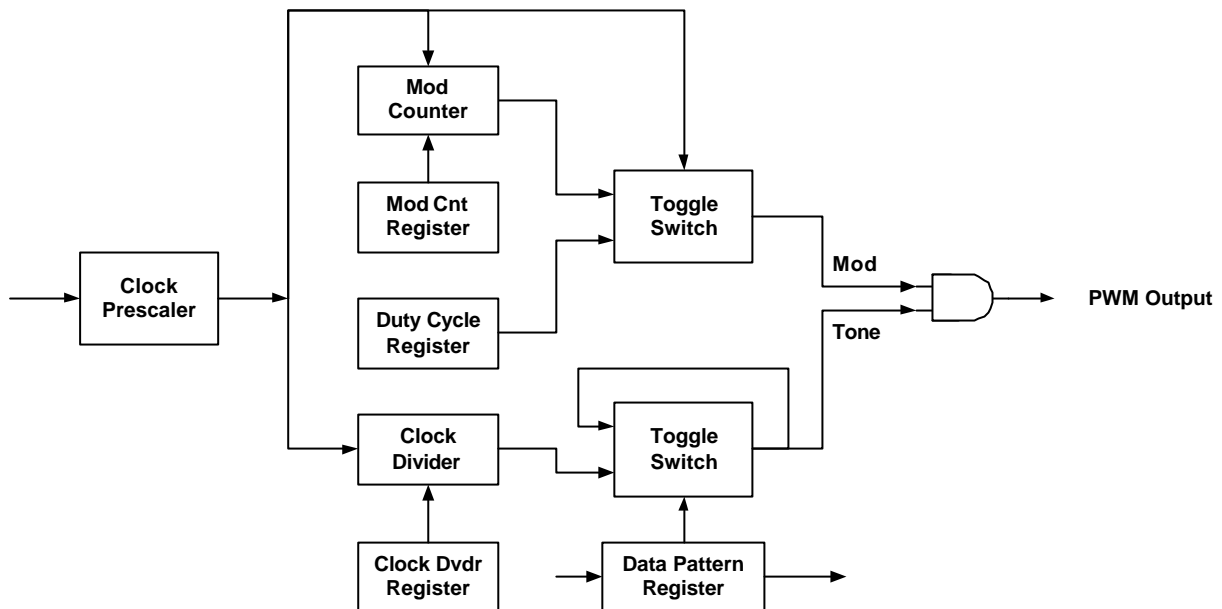 Mod
Counter
Mod Cnt
Register
Toggle
Switch
Clock
Prescaler
Mod
PWM Output
Duty Cycle
Register
Tone
Clock
Divider
Toggle
Switch
Clock Dvdr
Register
Data Pattern
Register